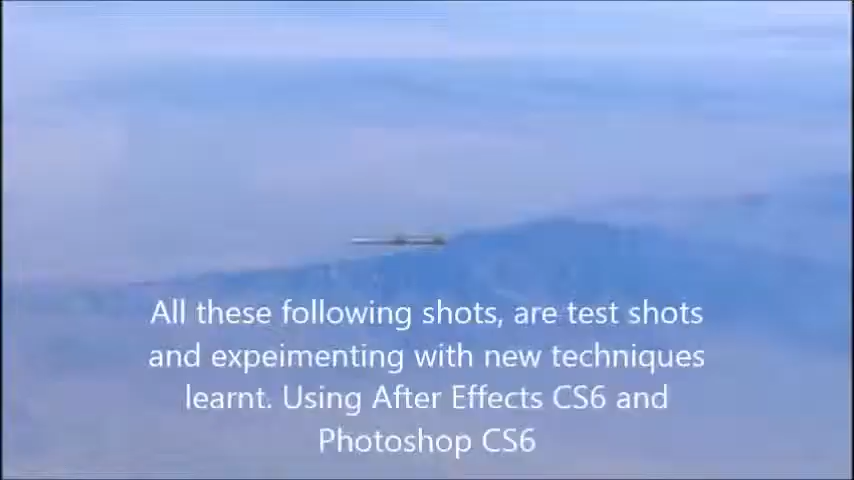 All these following shots, are test shots
and expeimenting with new techniques
learnt. Using After Effects CS6 and
Photoshop CS6